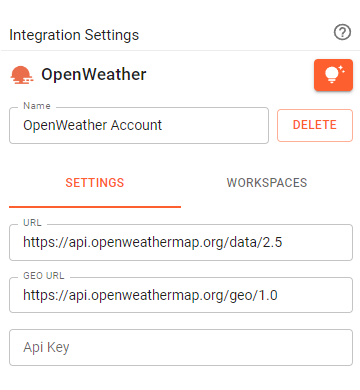 Integration Settings
OpenWeather
Name
OpenWeather Account
DELETE
SETTINGS
WORKSPACES
URL
https://api.openweathermap.org/data/2.5
GEO URL
https://api.openweathermap.org/geo/1.0
Api Key